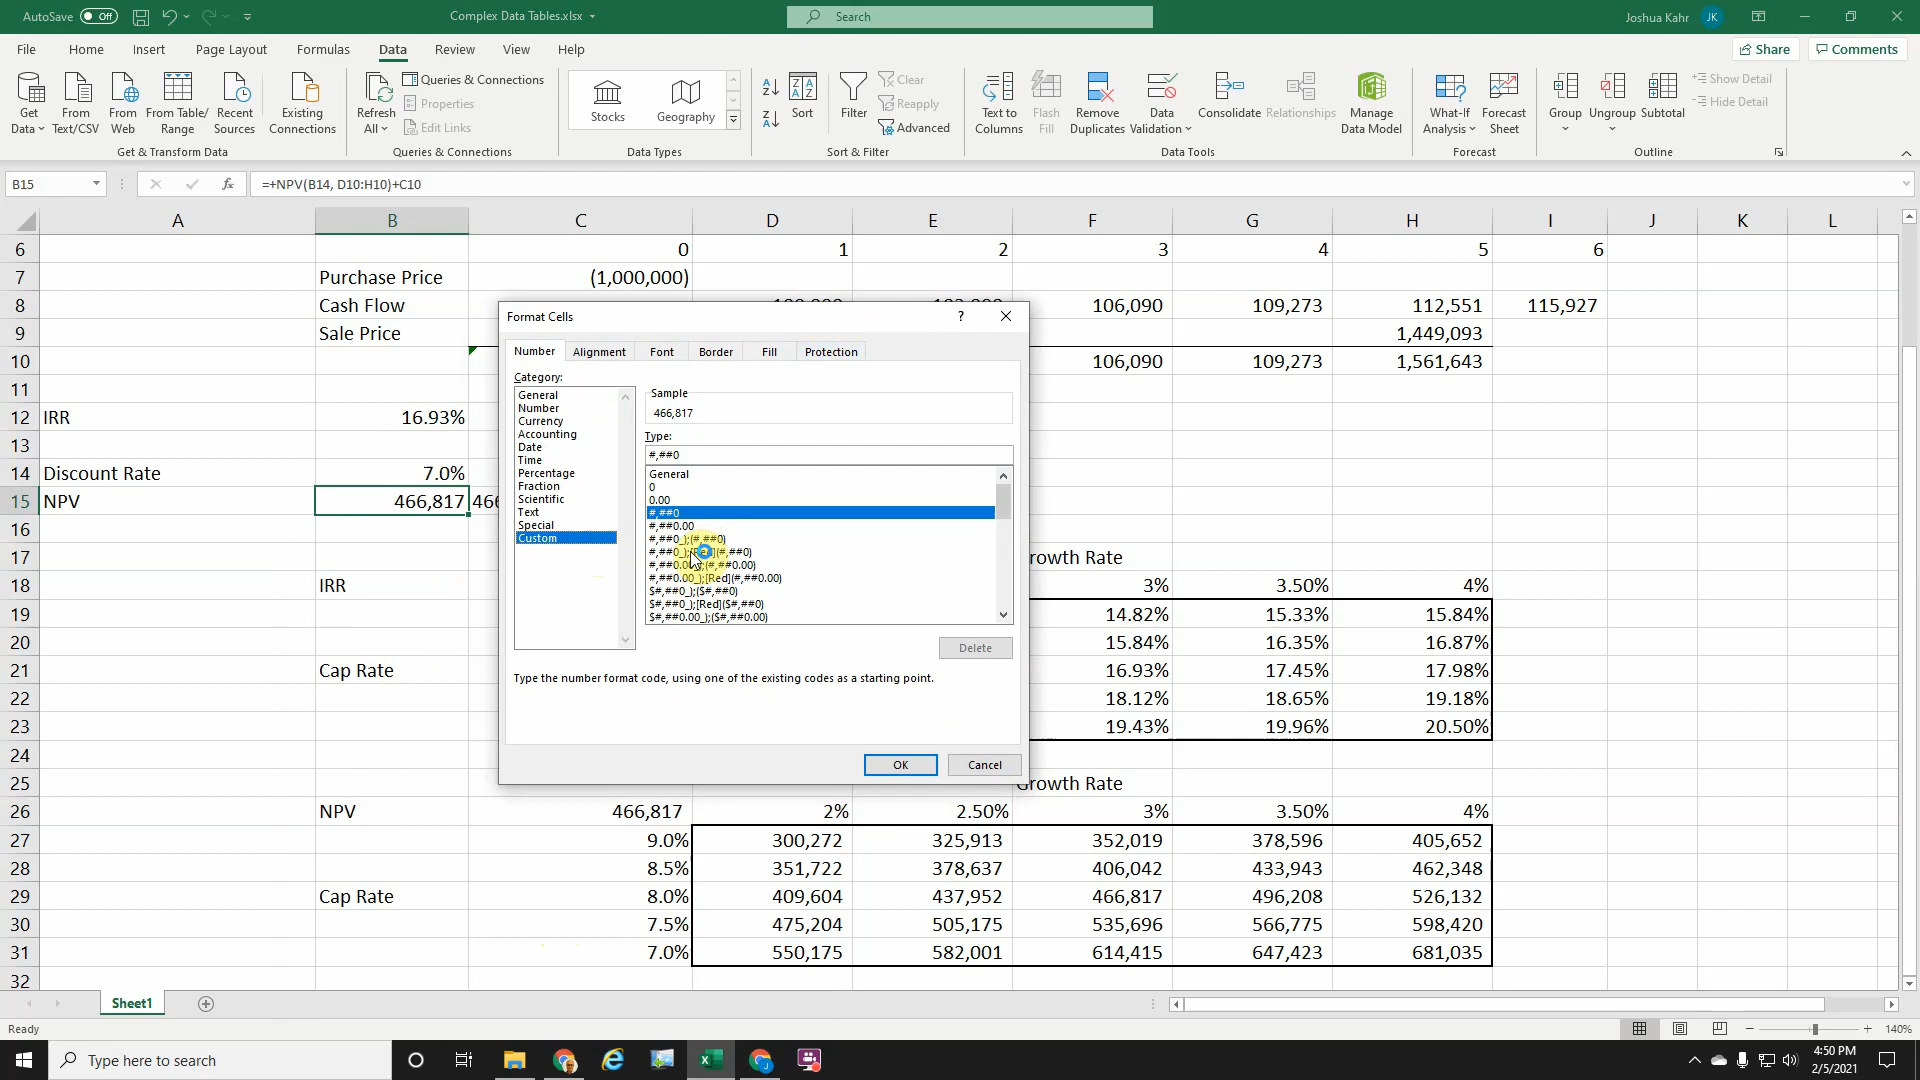 AutoSave Off Complex Data Tables.xlsx Search Joshua Kahr JK
File Home Insert Page Layout Formulas Data Review View Help Share Comments
Get Data From Text/CSV From Web From Table/ Range Recent Sources Existing Connections
Refresh All Queries & Connections
Properties
Edit Links
Stocks Geography
Sort Filter Clear
Reapply
Advanced
Text to Columns Flash Fill Remove Duplicates Data Validation Consolidate Relationships Manage Data Model
What-If Analysis Forecast Sheet
Group Ungroup Subtotal Show Detail
Hide Detail
Get & Transform Data Queries & Connections Data Types Sort & Filter Data Tools Forecast Outline
B15 fx =+NPV(B14, D10:H10)+C10
A B C D E F G H I J K L
6 0 1 2 3 4 5 6
7 Purchase Price (1,000,000)
8 Cash Flow 106,090 109,273 112,551 115,927
9 Sale Price 1,449,093
10 106,090 109,273 1,561,643
11
12 IRR 16.93%
13
14 Discount Rate 7.0%
15 NPV 466,817 466
16
17 rowth Rate
18 IRR 3% 3.50% 4%
19 14.82% 15.33% 15.84%
20 15.84% 16.35% 16.87%
21 Cap Rate 16.93% 17.45% 17.98%
22 18.12% 18.65% 19.18%
23 19.43% 19.96% 20.50%
24
25 Growth Rate
26 NPV 466,817 2% 2.50% 3% 3.50% 4%
27 9.0% 300,272 325,913 352,019 378,596 405,652
28 8.5% 351,722 378,637 406,042 433,943 462,348
29 Cap Rate 8.0% 409,604 437,952 466,817 496,208 526,132
30 7.5% 475,204 505,175 535,696 566,775 598,420
31 7.0% 550,175 582,001 614,415 647,423 681,035
32
Format Cells ?
Number Alignment Font Border Fill Protection
Category:
General
Number
Currency
Accounting
Date
Time
Percentage
Fraction
Scientific
Text
Special
Custom
Sample
466,817
Type:
#,##0
General
0
0.00
#,##0
#,##0.00
#,##0_);(#,##0)
#,##0_);[Red](#,##0)
#,##0.00_);(#,##0.00)
#,##0.00_);[Red](#,##0.00)
$#,##0_);($#,##0)
$#,##0_);[Red]($#,##0)
$#,##0.00_);($#,##0.00)
Delete
Type the number format code, using one of the existing codes as a starting point.
OK Cancel
Sheet1
Ready 140%
Type here to search
4:50 PM
2/5/2021